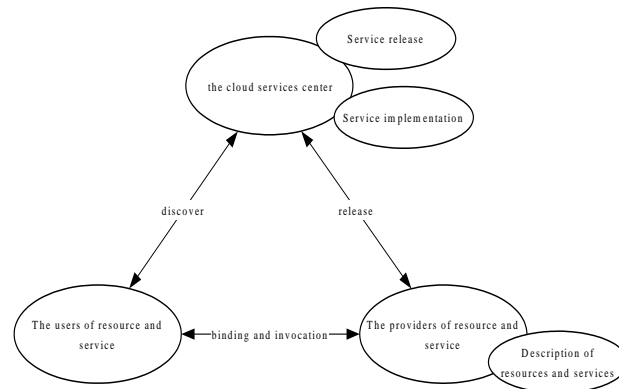 Service release
the cloud services center
Service implementation
discover
release
The users of resource and
service
binding and invocation
The providers of resource and
service
Description of
resources and services